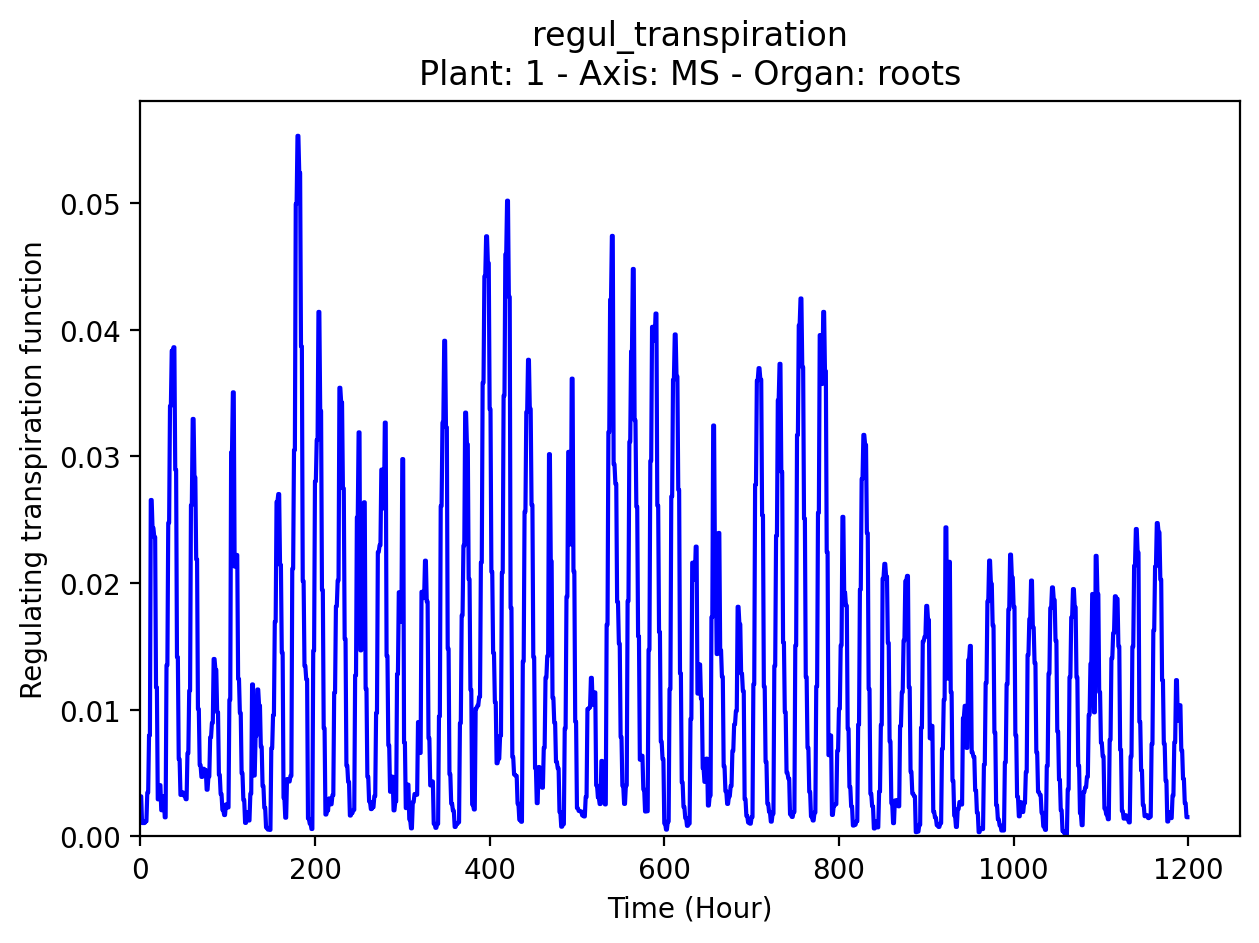 regul_transpiration
Plant: 1 - Axis: MS - Organ: roots
Regulating transpiration function
0.05
0.04
0.03
0.02
0.01
0.00
0 200 400 600 800 1000 1200
Time (Hour)